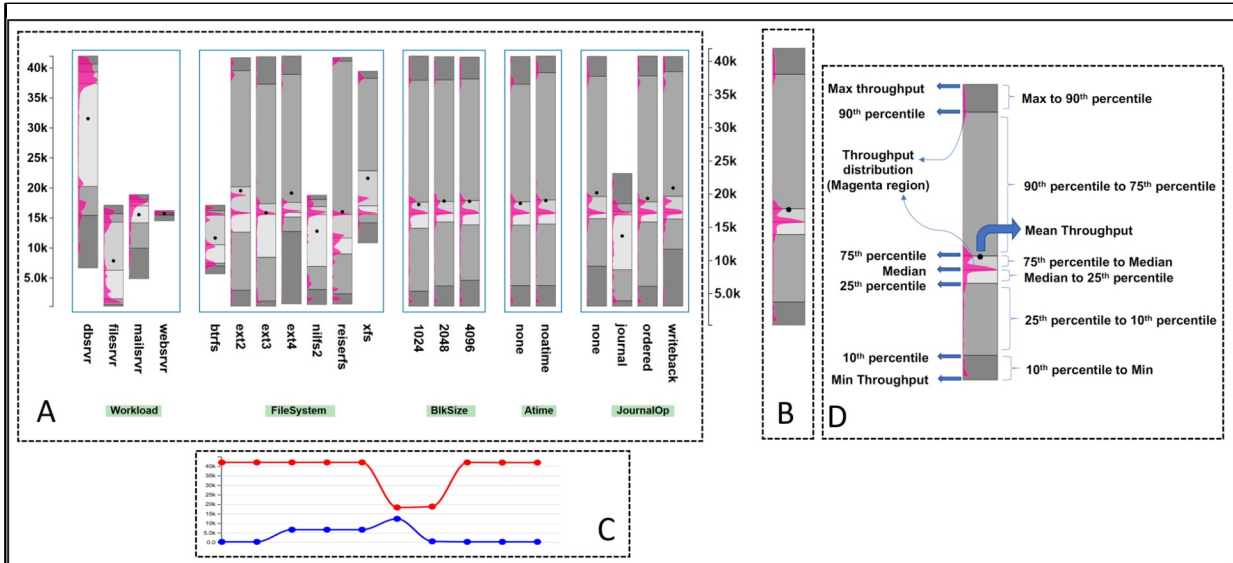 40k
35k
30k
25k
20k
15k
10k
5.0k
40k
35k
30k
25k
20k
15k
10k
5.0k
dbsrvr
filesrvr
mailsrvr
websrvr
btrfs
ext2
ext3
ext4
nilfs2
reiserfs
xfs
1024
2048
4096
none
noatime
none
journal
ordered
writeback
Workload
FileSystem
BlkSize
Atime
JournalOp
A
B
Max throughput
90th percentile
Throughput
distribution
(Magenta region)
75th percentile
Median
25th percentile
10th percentile
Min Throughput
Max to 90th percentile
90th percentile to 75th percentile
Mean Throughput
75th percentile to Median
Median to 25th percentile
25th percentile to 10th percentile
10th percentile to Min
D
40k
35k
30k
25k
20k
15k
10k
5.0k
0.0
C